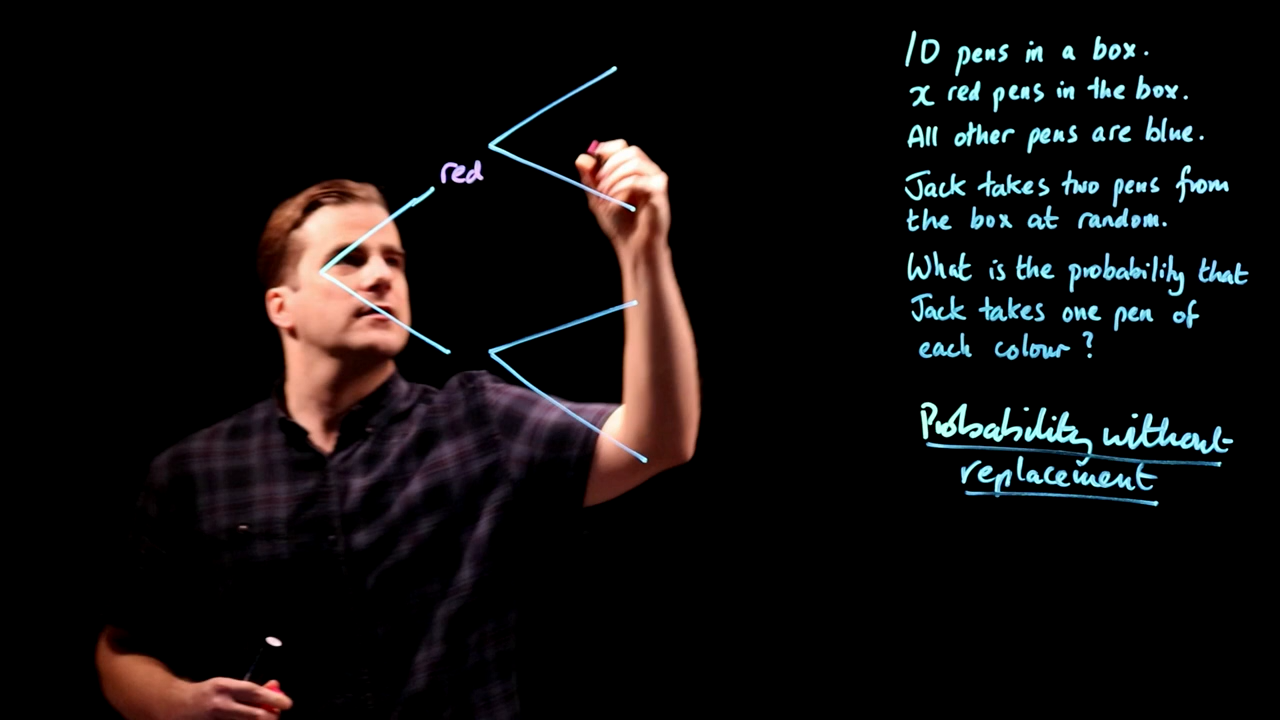 red
10 pens in a box.
x red pens in the box.
All other pens are blue.
Jack takes two pens from
the box at random.
What is the probability that
Jack takes one pen of
each colour?
Probability without
replacement